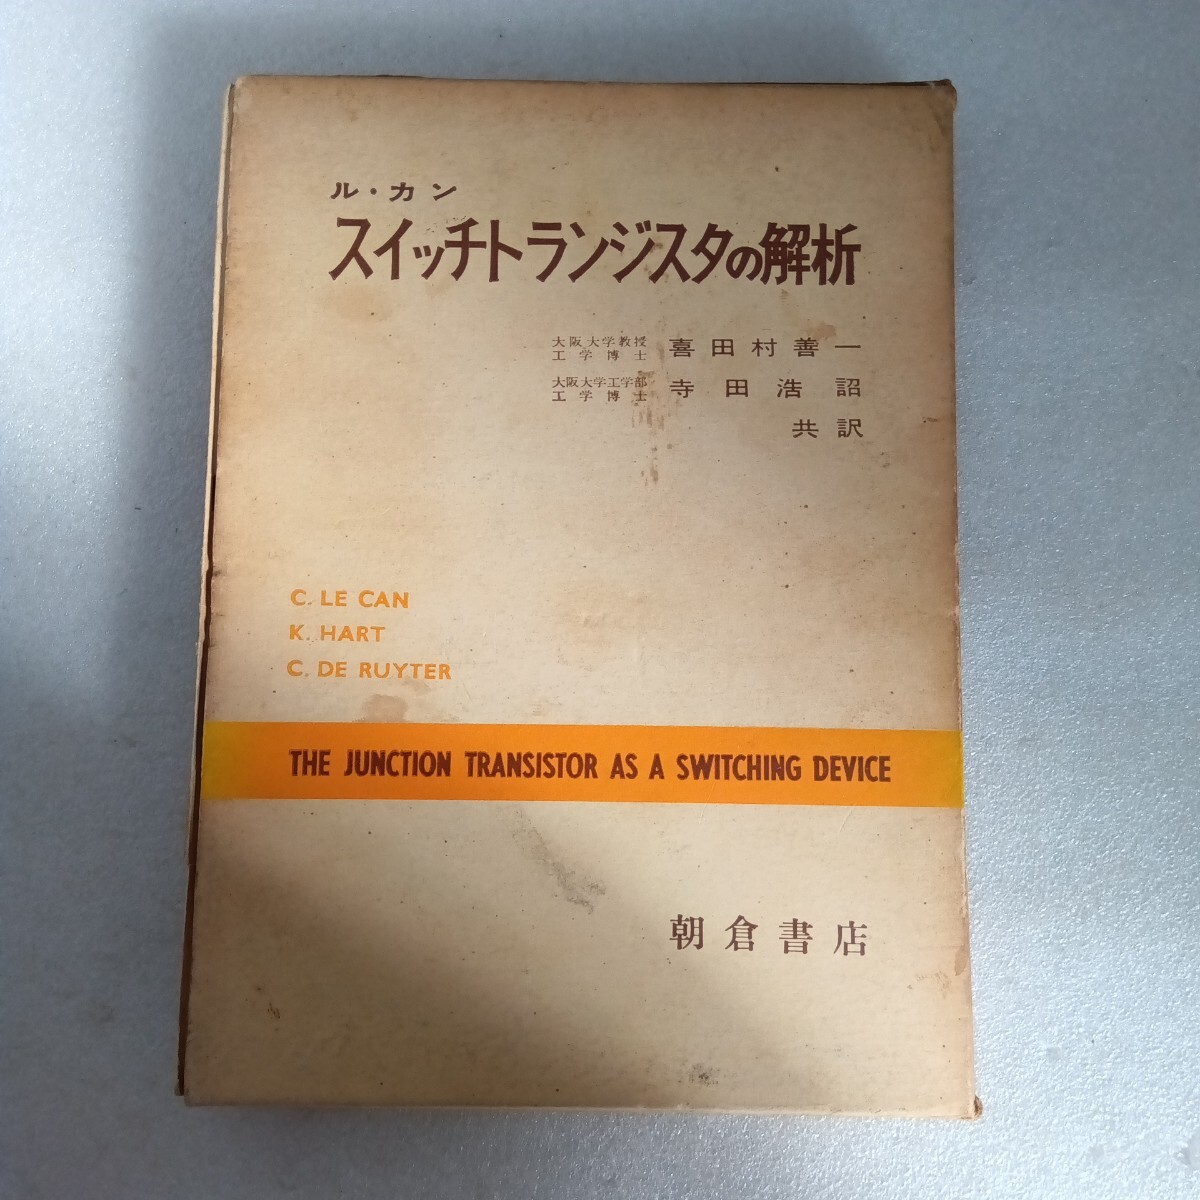 ル・カン
スイッチトランジスタの解析
大阪大学教授
工学博士 喜田村善一
大阪大学工学部
工学博士 寺田浩詔
共訳
C. LE CAN
K. HART
C. DE RUYTER
THE JUNCTION TRANSISTOR AS A SWITCHING DEVICE
朝倉書店